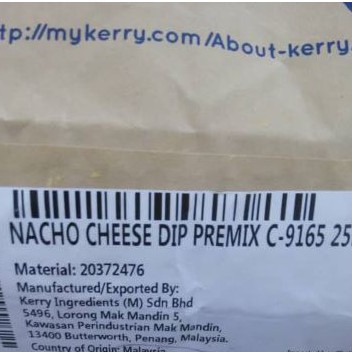 tp://mykerry.com/About-kerry
NACHO CHEESE DIP PREMIX C-9165 25
Material: 20372476
Manufactured/Exported By:
Kerry Ingredients (M) Sdn Bhd
5496, Lorong Mak Mandin 5,
Kawasan Perindustrian Mak Mandin,
13400 Butterworth, Penang, Malaysia.
Country of Origin: Malaysia